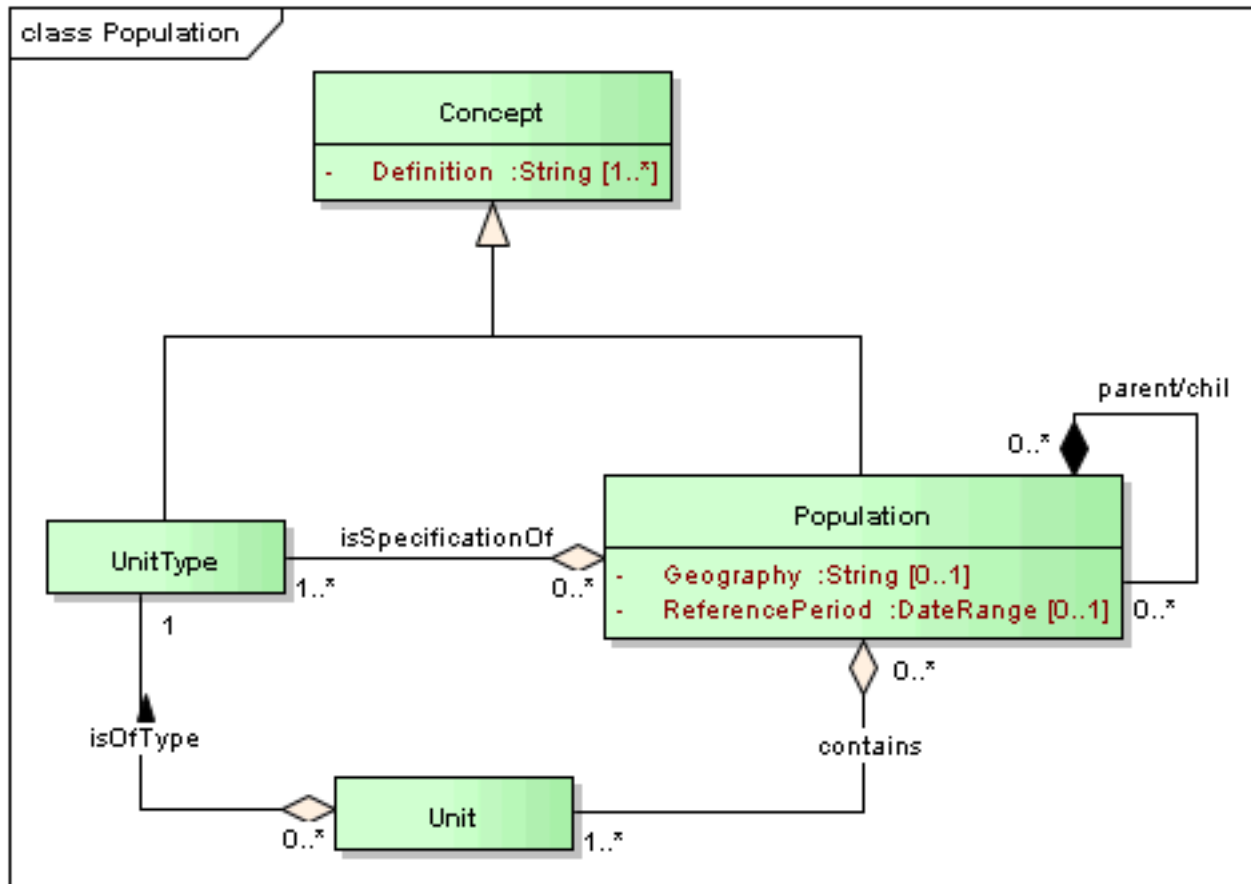 class Population
Concept
- Definition :String [1..*]
parent/chil
0..*
Population
isSpecificationOf
UnitType
1..*
0..*
- Geography :String [0..1]
- ReferencePeriod :DateRange [0..1]
0..*
1
0..*
isOfType
contains
Unit
0..*
1..*